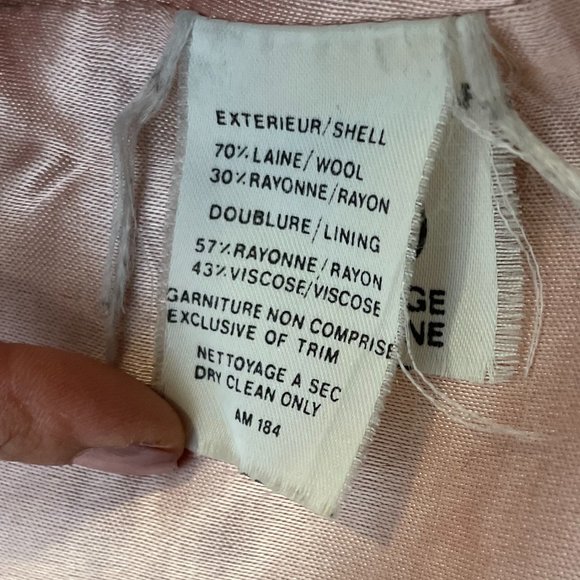 EXTERIEUR/SHELL
70% LAINE/WOOL
30% RAYONNE/RAYON
DOUBLURE/LINING
57% RAYONNE/RAYON
43% VISCOSE/VISCOSE
GARNITURE NON COMPRISE
EXCLUSIVE OF TRIM
NETTOYAGE A SEC
DRY CLEAN ONLY
AM 184